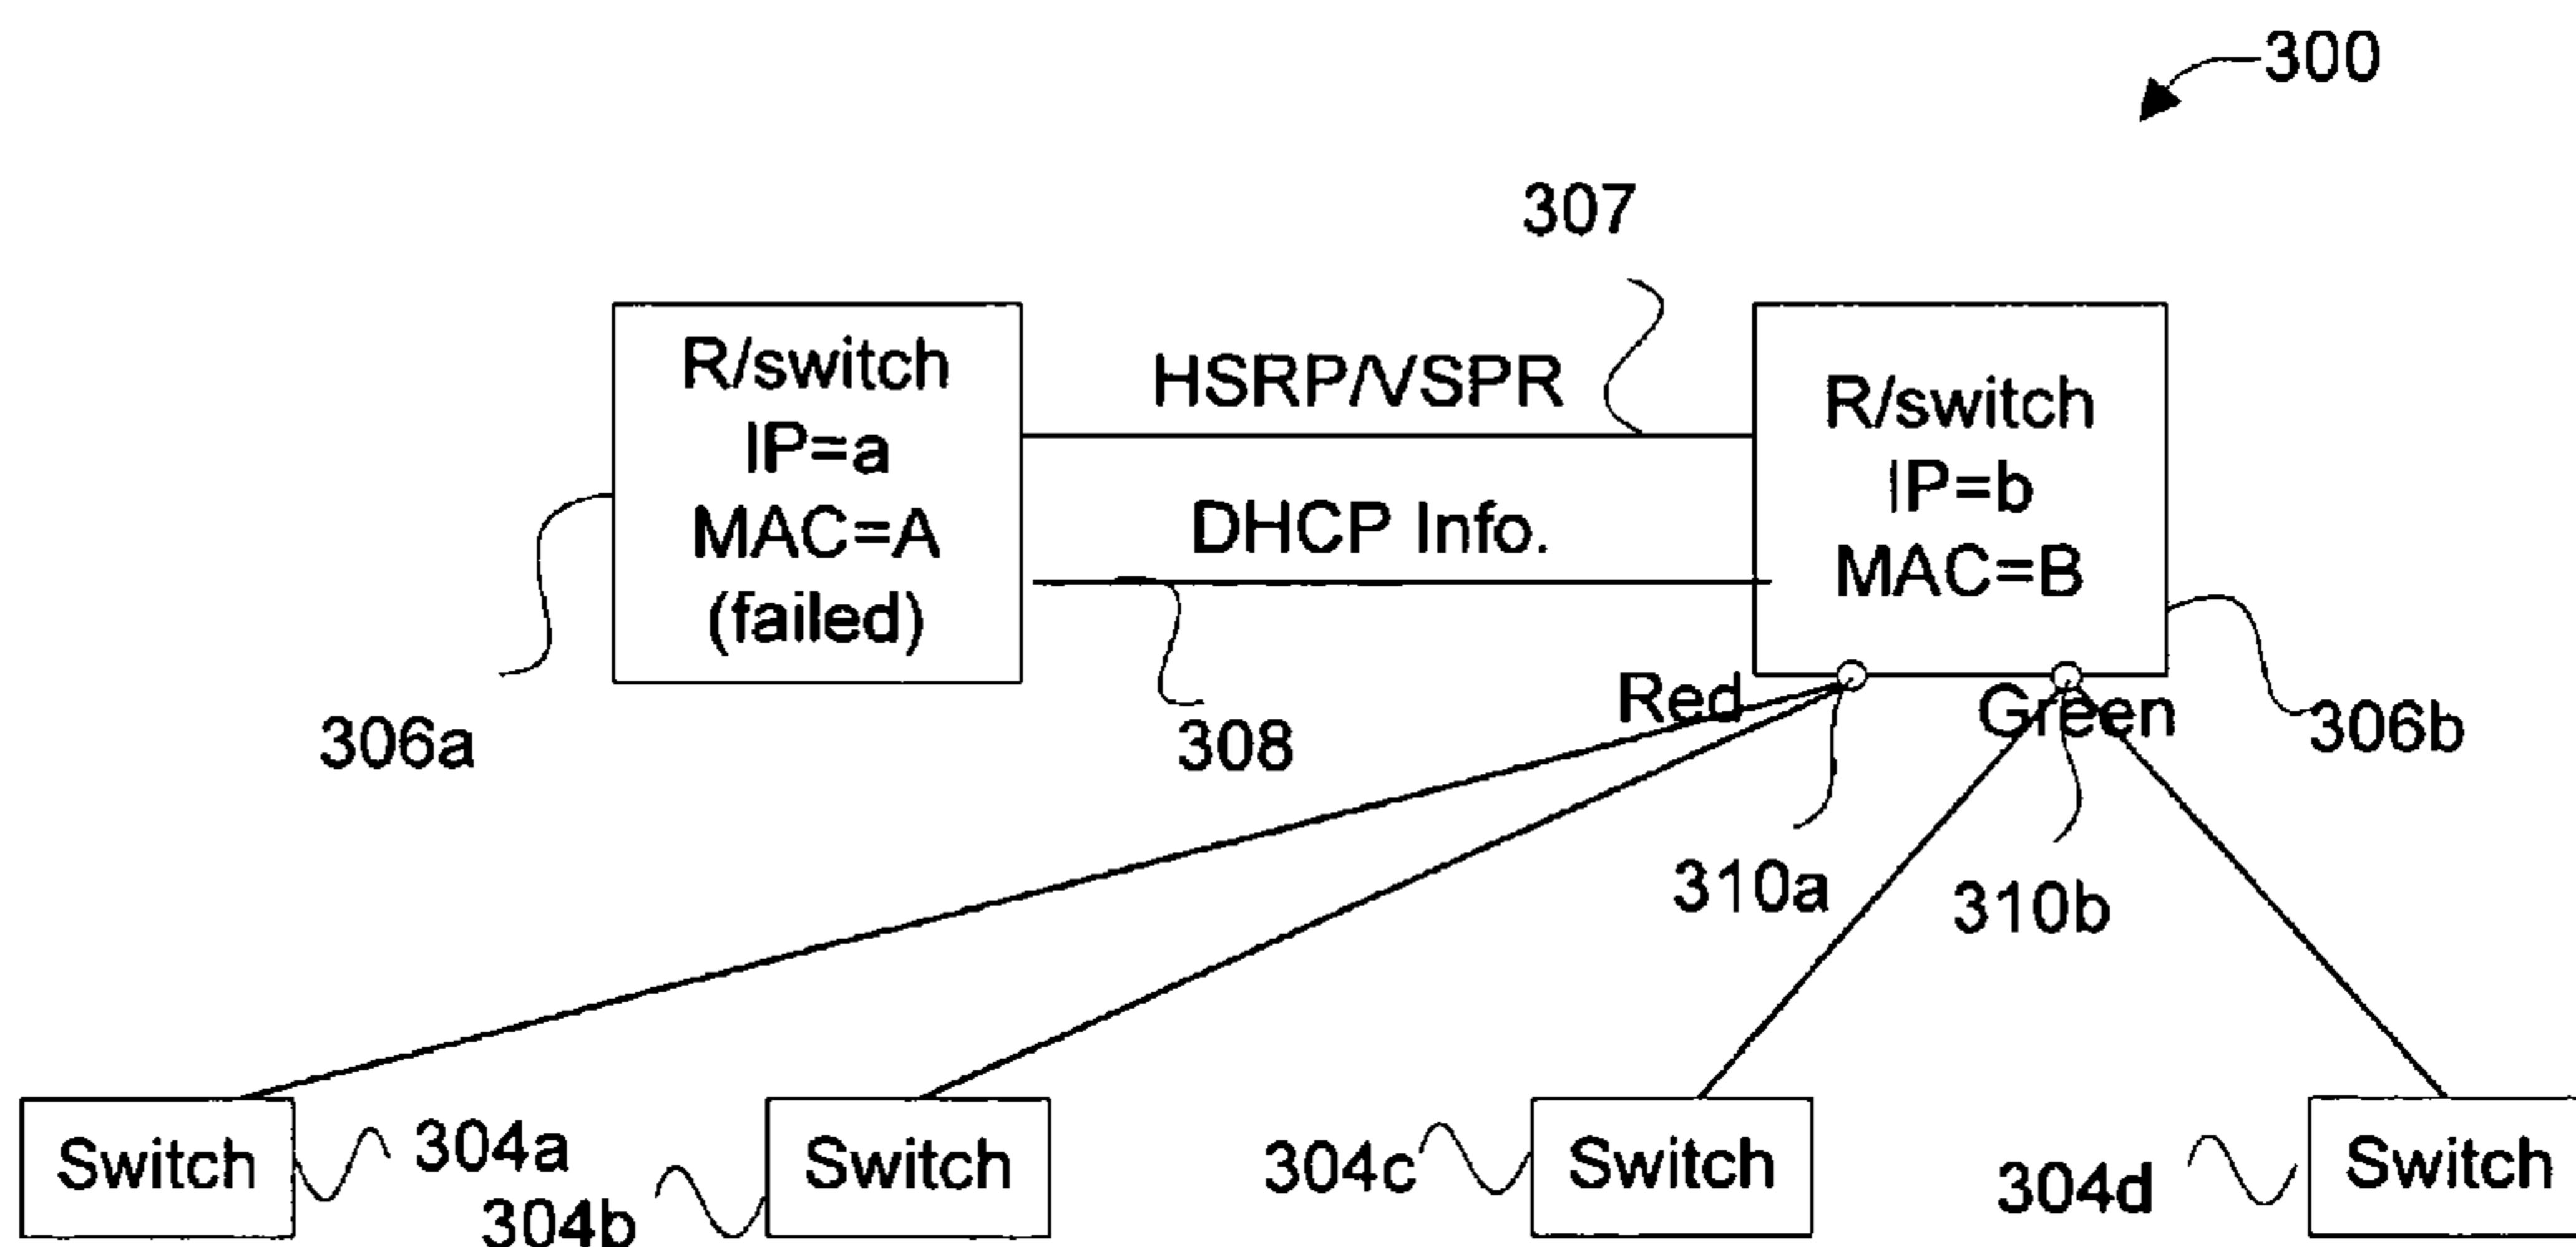 300
307
R/switch
IP=a
MAC=A
(failed)
HSRP/VSPR
DHCP Info.
R/switch
IP=b
MAC=B
Red
Green
306a
308
306b
310a
310b
Switch
304a
304b
Switch
304c
Switch
304d
Switch